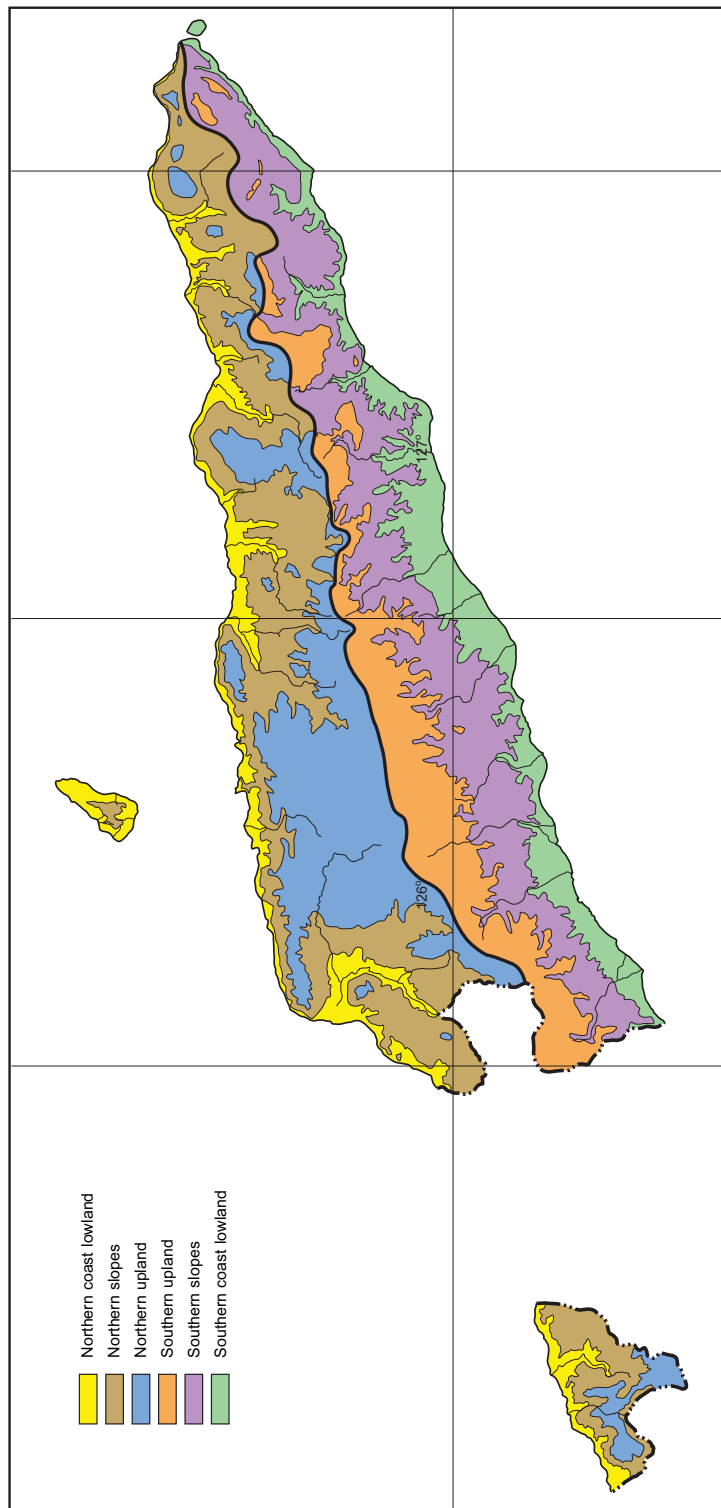 Northern coast lowland
Northern slopes
Northern upland
Southern upland
Southern slopes
Southern coast lowland
126°
127°